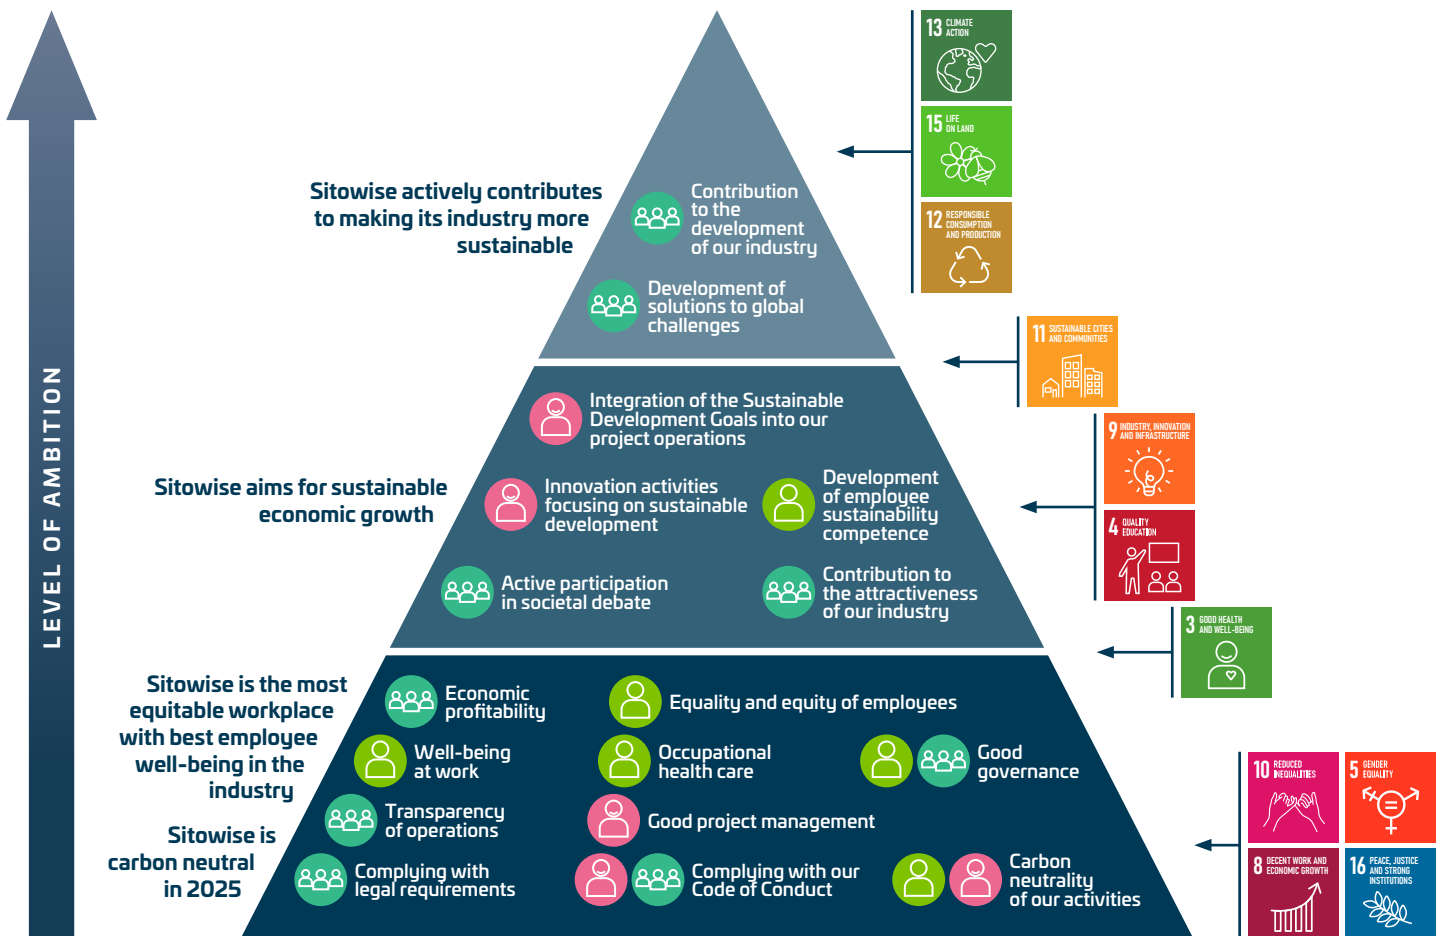 13 CLIMATE
ACTION
15 LIFE
ON LAND
12 RESPONSIBLE
CONSUMPTION
AND PRODUCTION
Sitowise actively contributes
to making its industry more
sustainable
Contribution
to the
development
of our industry
Development of
solutions to global
challenges
11 SUSTAINABLE CITIES
AND COMMUNITIES
LEVEL OF AMBITION
Integration of the Sustainable
Development Goals into our
project operations
9 INDUSTRY, INNOVATION
AND INFRASTRUCTURE
Sitowise aims for sustainable
economic growth
Innovation activities
focusing on sustainable
development
Development
of employee
sustainability
competence
4 QUALITY
EDUCATION
Active participation
in societal debate
Contribution to
the attractiveness
of our industry
3 GOOD HEALTH
AND WELL-BEING
Sitowise is the most
equitable workplace
with best employee
well-being in the
industry
Economic
profitability
Equality and equity of employees
Well-being
at work
Occupational
health care
Good
governance
Transparency
of operations
Good project management
Sitowise is
carbon neutral
in 2025
Complying with
legal requirements
Complying with our
Code of Conduct
Carbon
neutrality
of our activities
10 REDUCED
INEQUALITIES
5 GENDER
EQUALITY
8 DECENT WORK AND
ECONOMIC GROWTH
16 PEACE, JUSTICE
AND STRONG
INSTITUTIONS